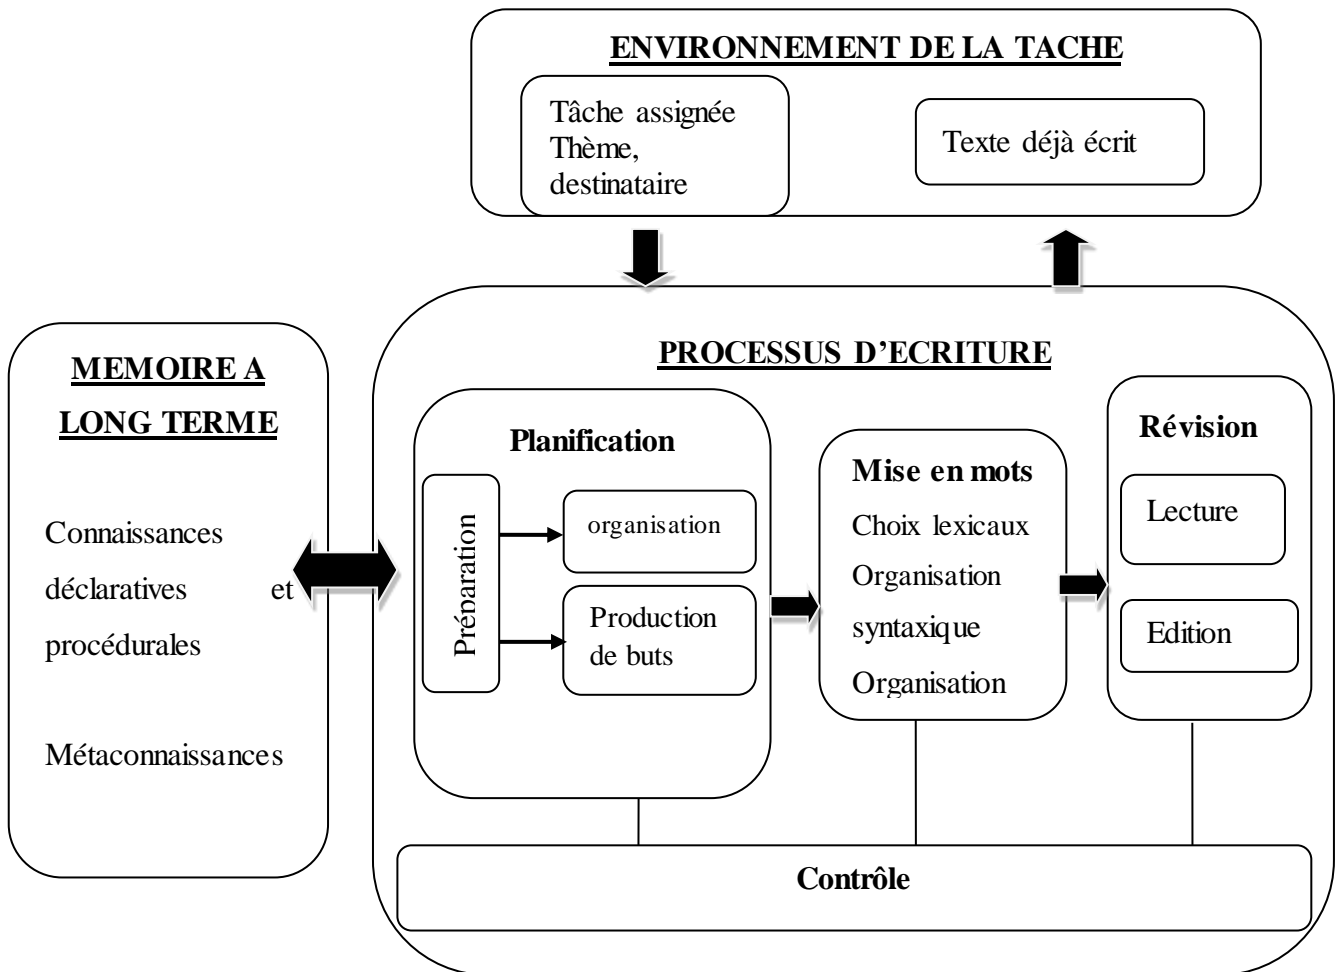 ENVIRONNEMENT DE LA TACHE
Tâche assignée
Thème,
destinataire
Texte déjà écrit
MEMOIRE A
LONG TERME
Connaissances
déclaratives et
procédurales
Métaconnaissances
PROCESSUS D’ECRITURE
Planification
Préparation
organisation
Production
de buts
Mise en mots
Choix lexicaux
Organisation
syntaxique
Organisation
Révision
Lecture
Edition
Contrôle